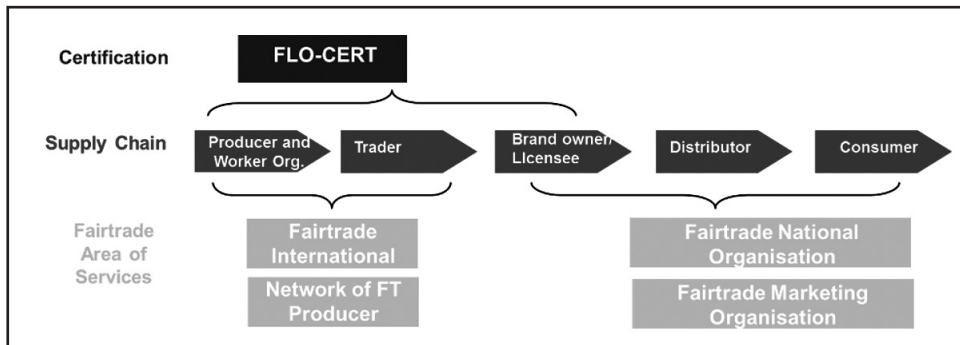 Certification
FLO-CERT
Supply Chain
Producer and
Worker Org.
Trader
Brand owner/
LIcensee
Distributor
Consumer
Fairtrade
Area of
Services
Fairtrade
International
Network of FT
Producer
Fairtrade National
Organisation
Fairtrade Marketing
Organisation